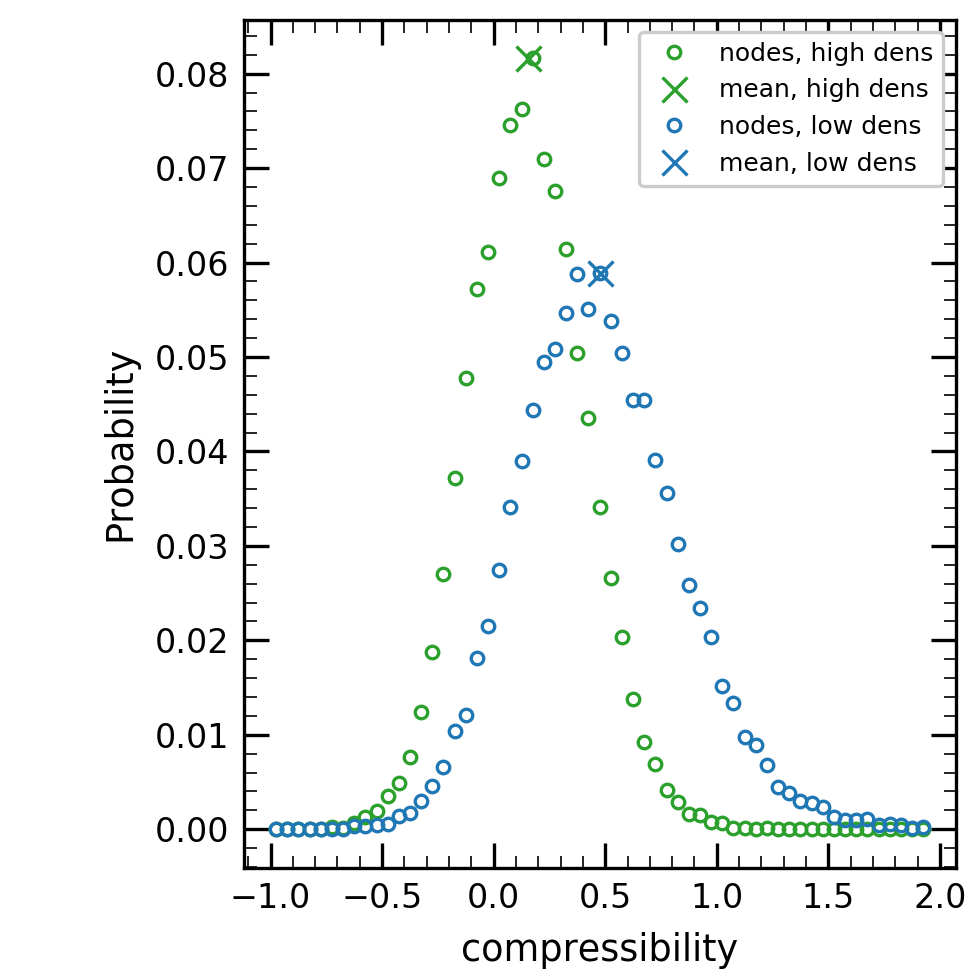 nodes, high dens
mean, high dens
nodes, low dens
mean, low dens
0.08
0.07
0.06
0.05
0.04
0.03
0.02
0.01
0.00
Probability
−1.0 −0.5 0.0 0.5 1.0 1.5 2.0
compressibility